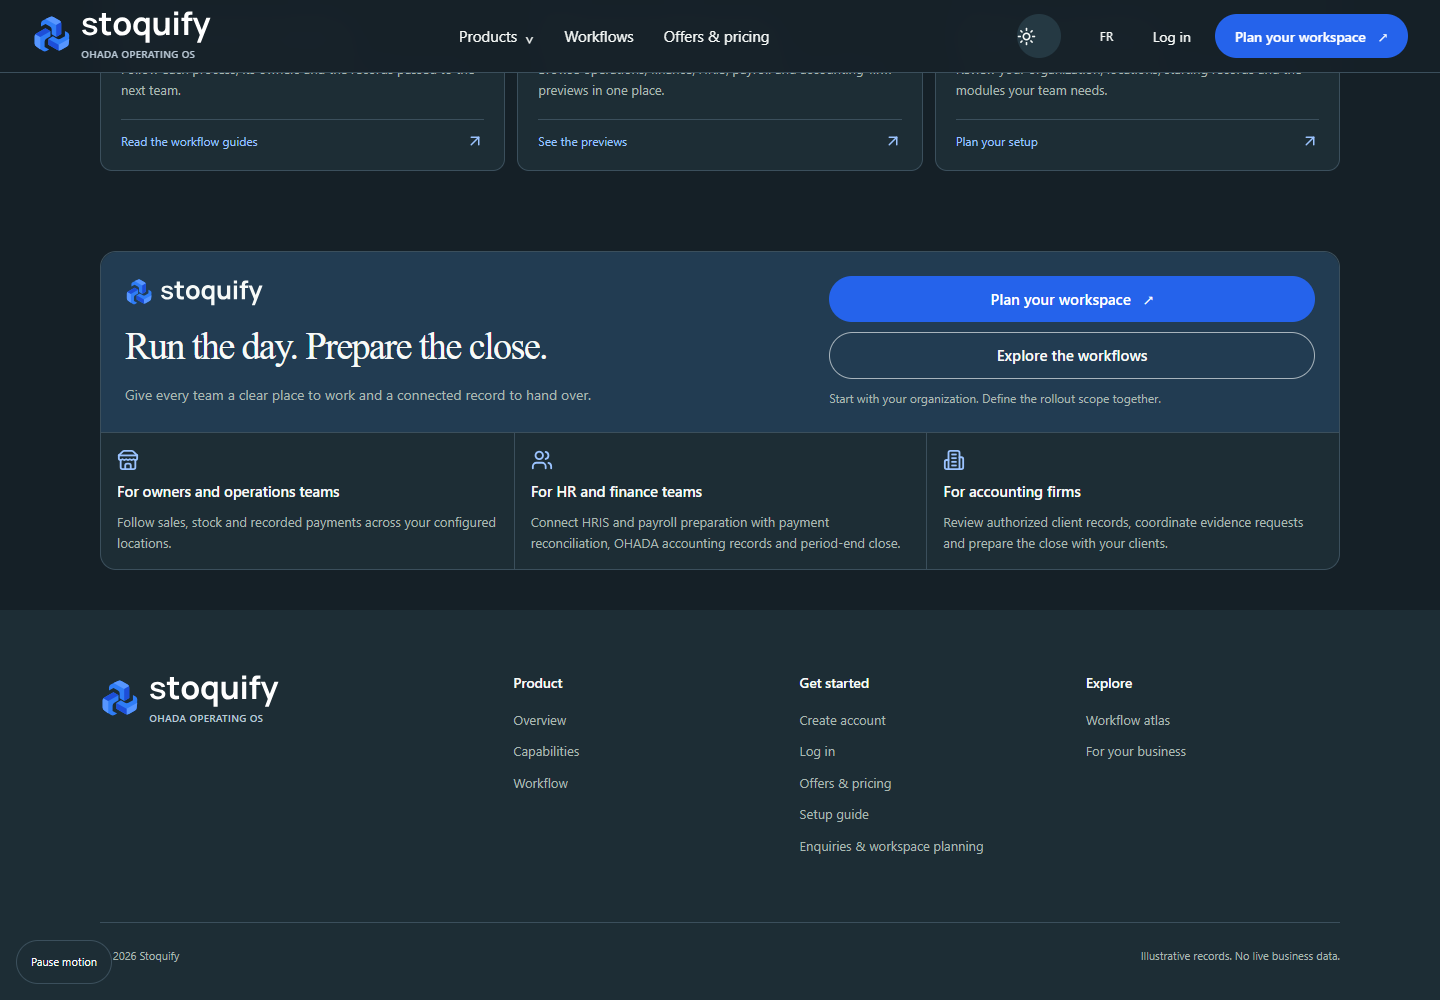 stoquify
OHADA OPERATING OS
Products
Workflows
Offers & pricing
FR
Log in
Plan your workspace ↗
next team.
previews in one place.
modules your team needs.
Read the workflow guides
See the previews
Plan your setup
stoquify
Run the day. Prepare the close.
Give every team a clear place to work and a connected record to hand over.
Plan your workspace ↗
Explore the workflows
Start with your organization. Define the rollout scope together.
For owners and operations teams
Follow sales, stock and recorded payments across your configured
locations.
For HR and finance teams
Connect HRIS and payroll preparation with payment
reconciliation, OHADA accounting records and period-end close.
For accounting firms
Review authorized client records, coordinate evidence requests
and prepare the close with your clients.
stoquify
OHADA OPERATING OS
Product
Overview
Capabilities
Workflow
Get started
Create account
Log in
Offers & pricing
Setup guide
Enquiries & workspace planning
Explore
Workflow atlas
For your business
Pause motion
2026 Stoquify
Illustrative records. No live business data.